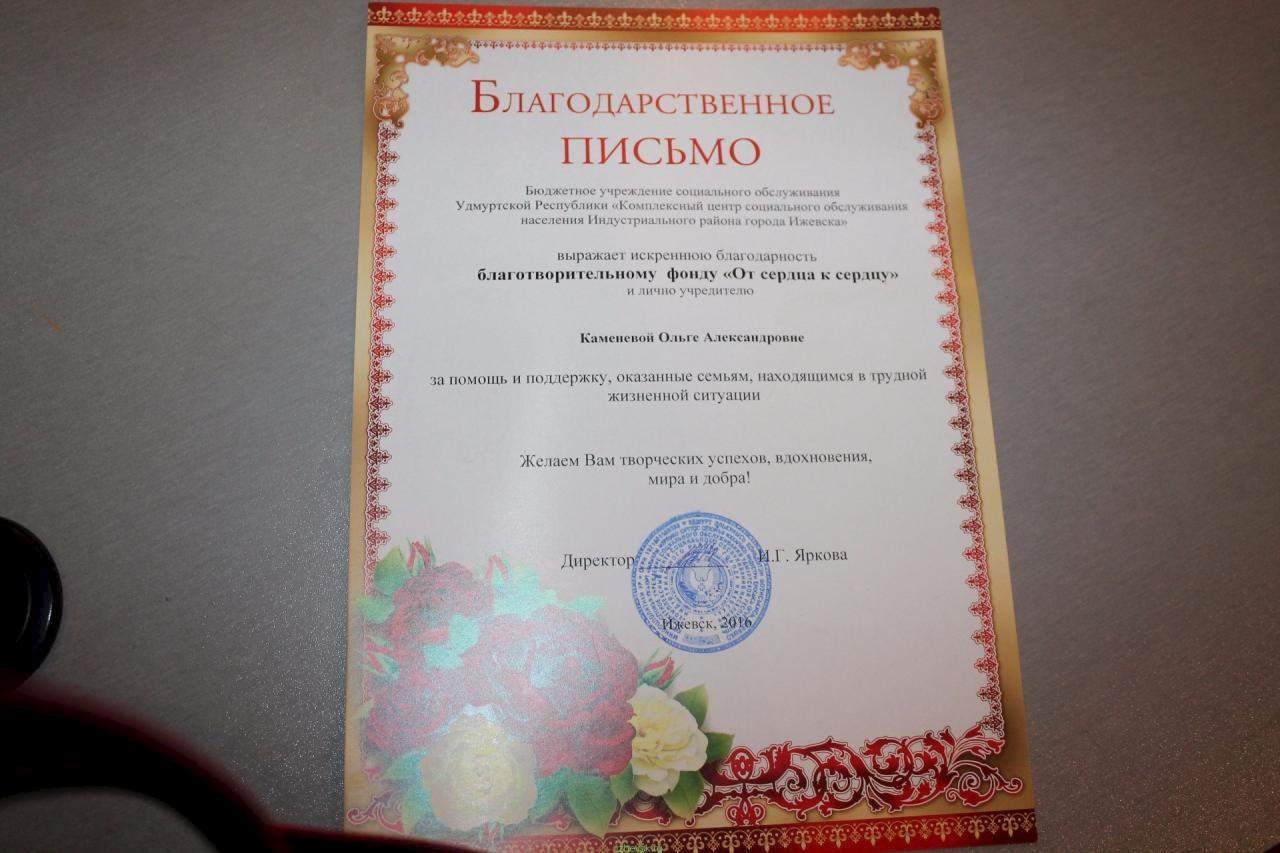 Благодарственное
письмо
Бюджетное учреждение социального обслуживания
Удмуртской Республики «Комплексный центр социального обслуживания
населения Индустриального района города Ижевска»
выражает искреннюю благодарность
благотворительному фонду «От сердца к сердцу»
и лично учредителю
Каменевой Ольге Александровне
за помощь и поддержку, оказанные семьям, находящимся в трудной
жизненной ситуации
Желаем Вам творческих успехов, вдохновения,
мира и добра!
Директор И.Г. Яркова
Ижевск, 2016